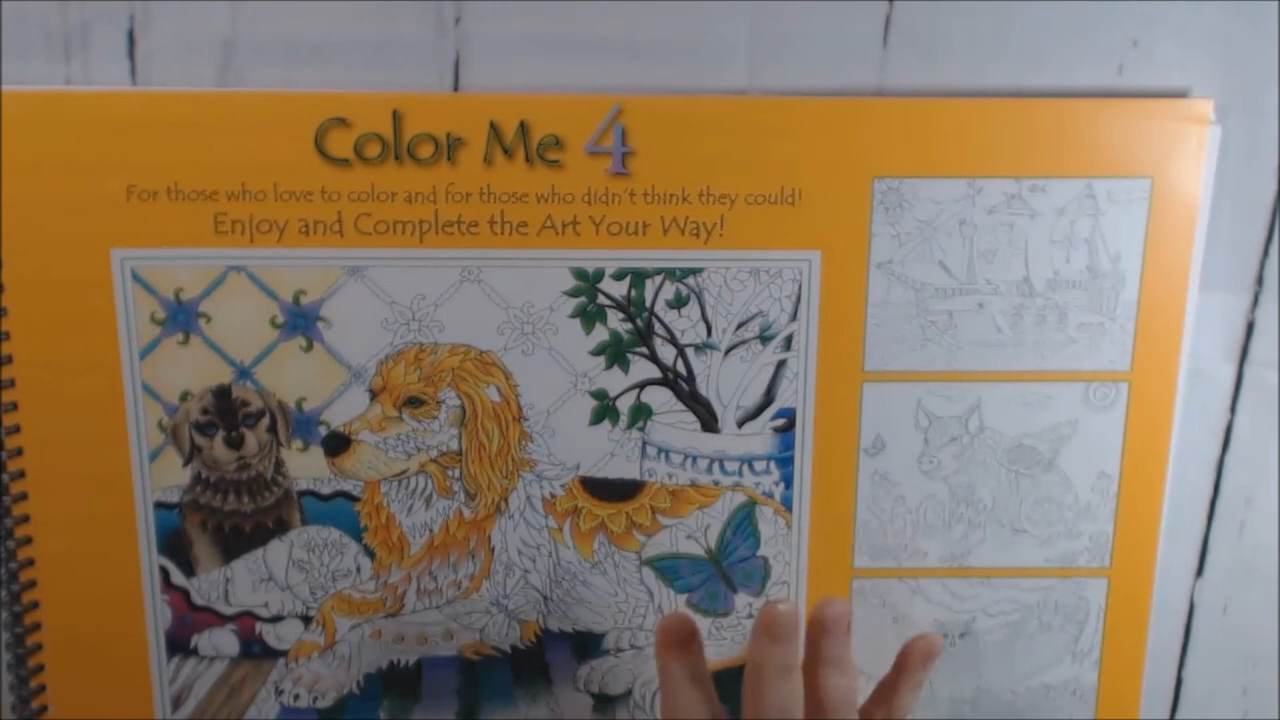 Color Me 4
For those who love to color and for those who didn't think they could!
Enjoy and Complete the Art Your Way!